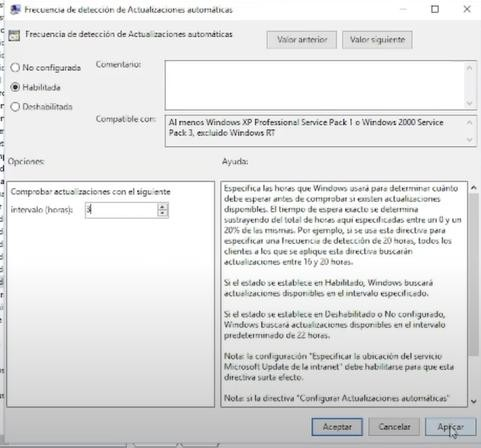 Frecuencia de detección de Actualizaciones automáticas
Frecuencia de detección de Actualizaciones automáticas
Valor anterior
Valor siguiente
No configurada
Comentario:
Habilitada
Deshabilitada
Compatible con:
Al menos Windows XP Professional Service Pack 1 o Windows 2000 Service
Pack 3, excluido Windows RT
Opciones:
Ayuda:
Comprobar actualizaciones con el siguiente
intervalo (horas):
3
Especifica las horas que Windows usará para determinar cuánto
debe esperar antes de comprobar si existen actualizaciones
disponibles. El tiempo de espera exacto se determina
sustrayendo del total de horas aquí especificadas entre un 0 y un
20% de las mismas. Por ejemplo, si se usa esta directiva para
especificar una frecuencia de detección de 20 horas, todos los
clientes a los que se aplique esta directiva buscarán
actualizaciones entre 16 y 20 horas.
Si el estado se establece en Habilitado, Windows buscará
actualizaciones disponibles en el intervalo especificado.
Si el estado se establece en Deshabilitado o No configurado,
Windows buscará actualizaciones disponibles en el intervalo
predeterminado de 22 horas.
Nota: la configuración "Especificar la ubicación del servicio
Microsoft Update de la intranet" debe habilitarse para que esta
directiva surta efecto.
Nota: si la directiva "Configurar Actualizaciones automáticas"
Aceptar
Cancelar
Aplicar